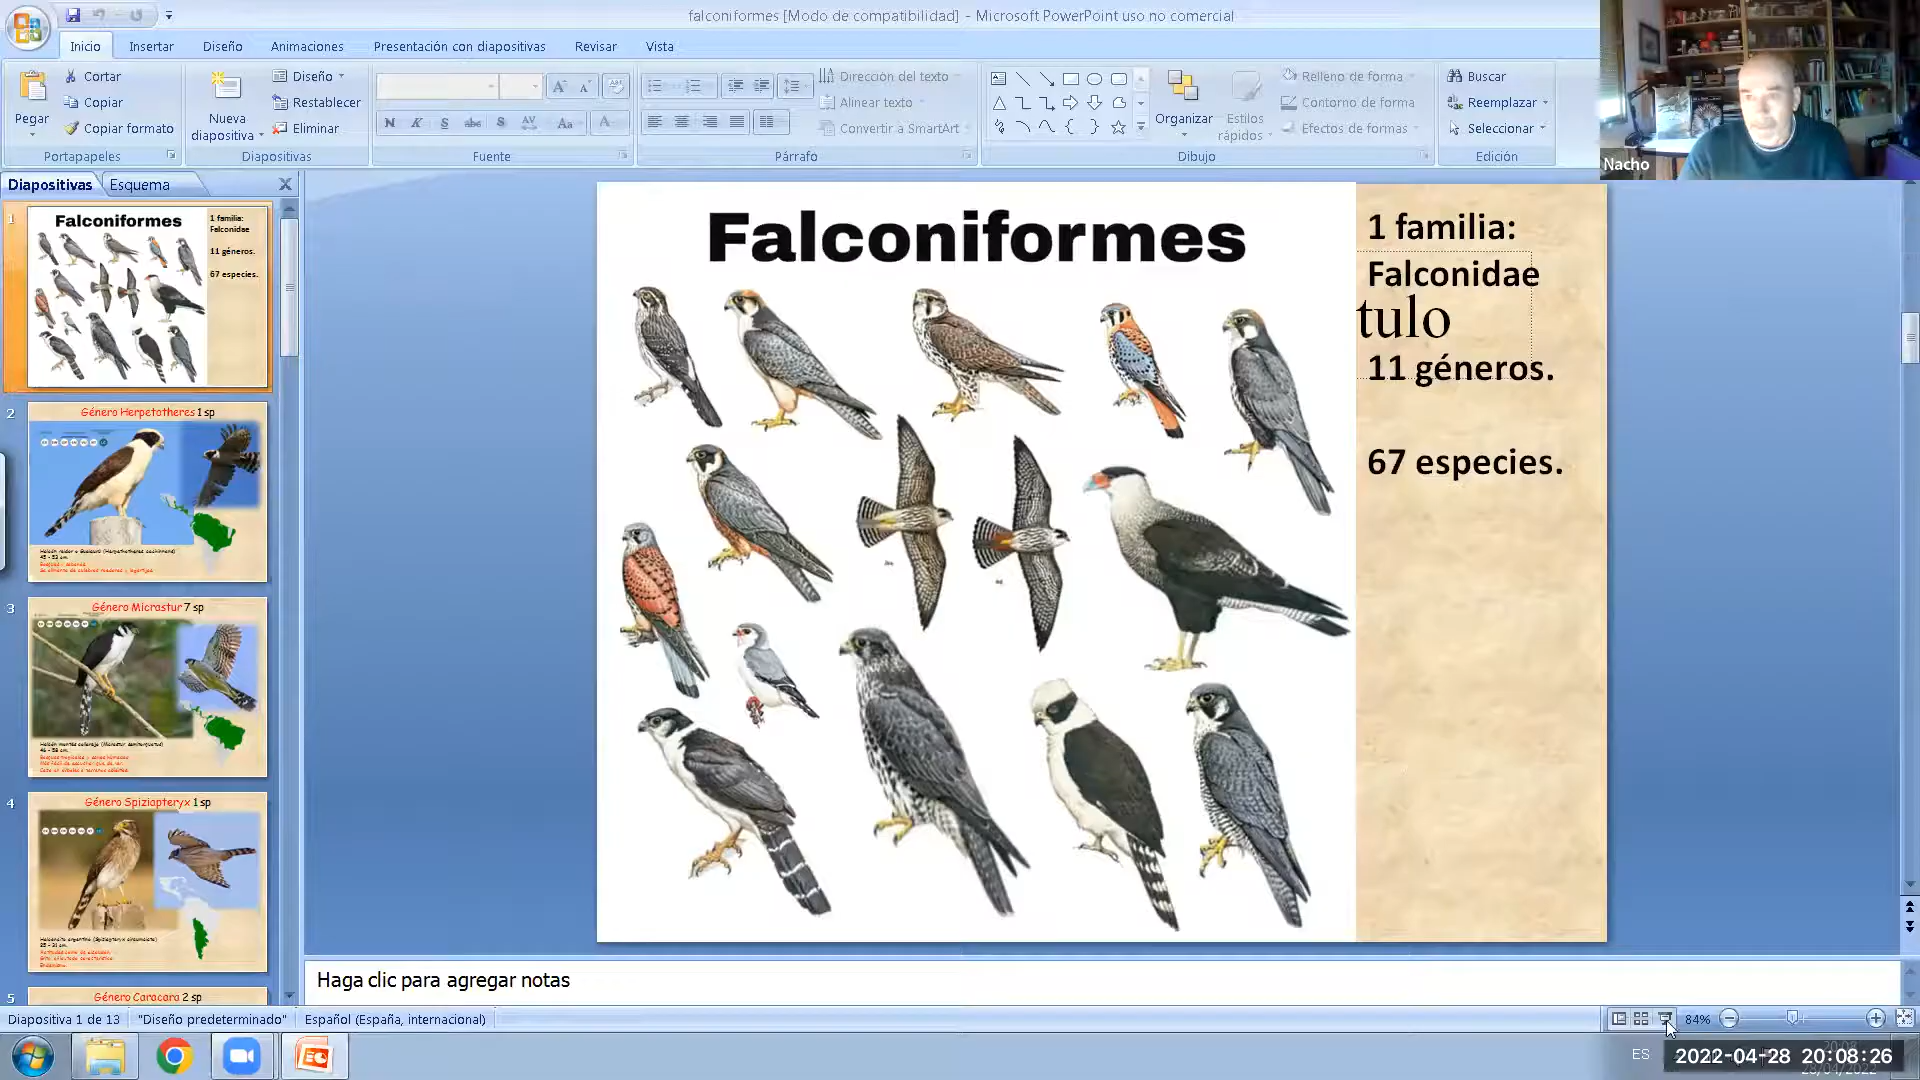 falconiformes [Modo de compatibilidad] - Microsoft PowerPoint uso no comercial
Inicio Insertar Diseño Animaciones Presentación con diapositivas Revisar Vista
Pegar
Cortar
Copiar
Copiar formato
Portapapeles
Nueva diapositiva
Diseño
Restablecer
Eliminar
Diapositivas
Fuente
Dirección del texto
Alinear texto
Convertir a SmartArt
Párrafo
Organizar
Estilos rápidos
Relleno de forma
Contorno de forma
Efectos de formas
Dibujo
Buscar
Reemplazar
Seleccionar
Edición
Nacho
Diapositivas Esquema
1
Falconiformes
1 familia:
Falconidae
11 géneros.
67 especies.
2
Género Herpetotheres 1 sp
3
Género Micrastur 7 sp
4
Género Spiziapteryx 1 sp
5
Género Caracara 2 sp
Falconiformes
1 familia:
Falconidae
tulo
11 géneros.
67 especies.
Haga clic para agregar notas
Diapositiva 1 de 13 "Diseño predeterminado" Español (España, internacional)
84%
ES
2022-04-28 20:08:26